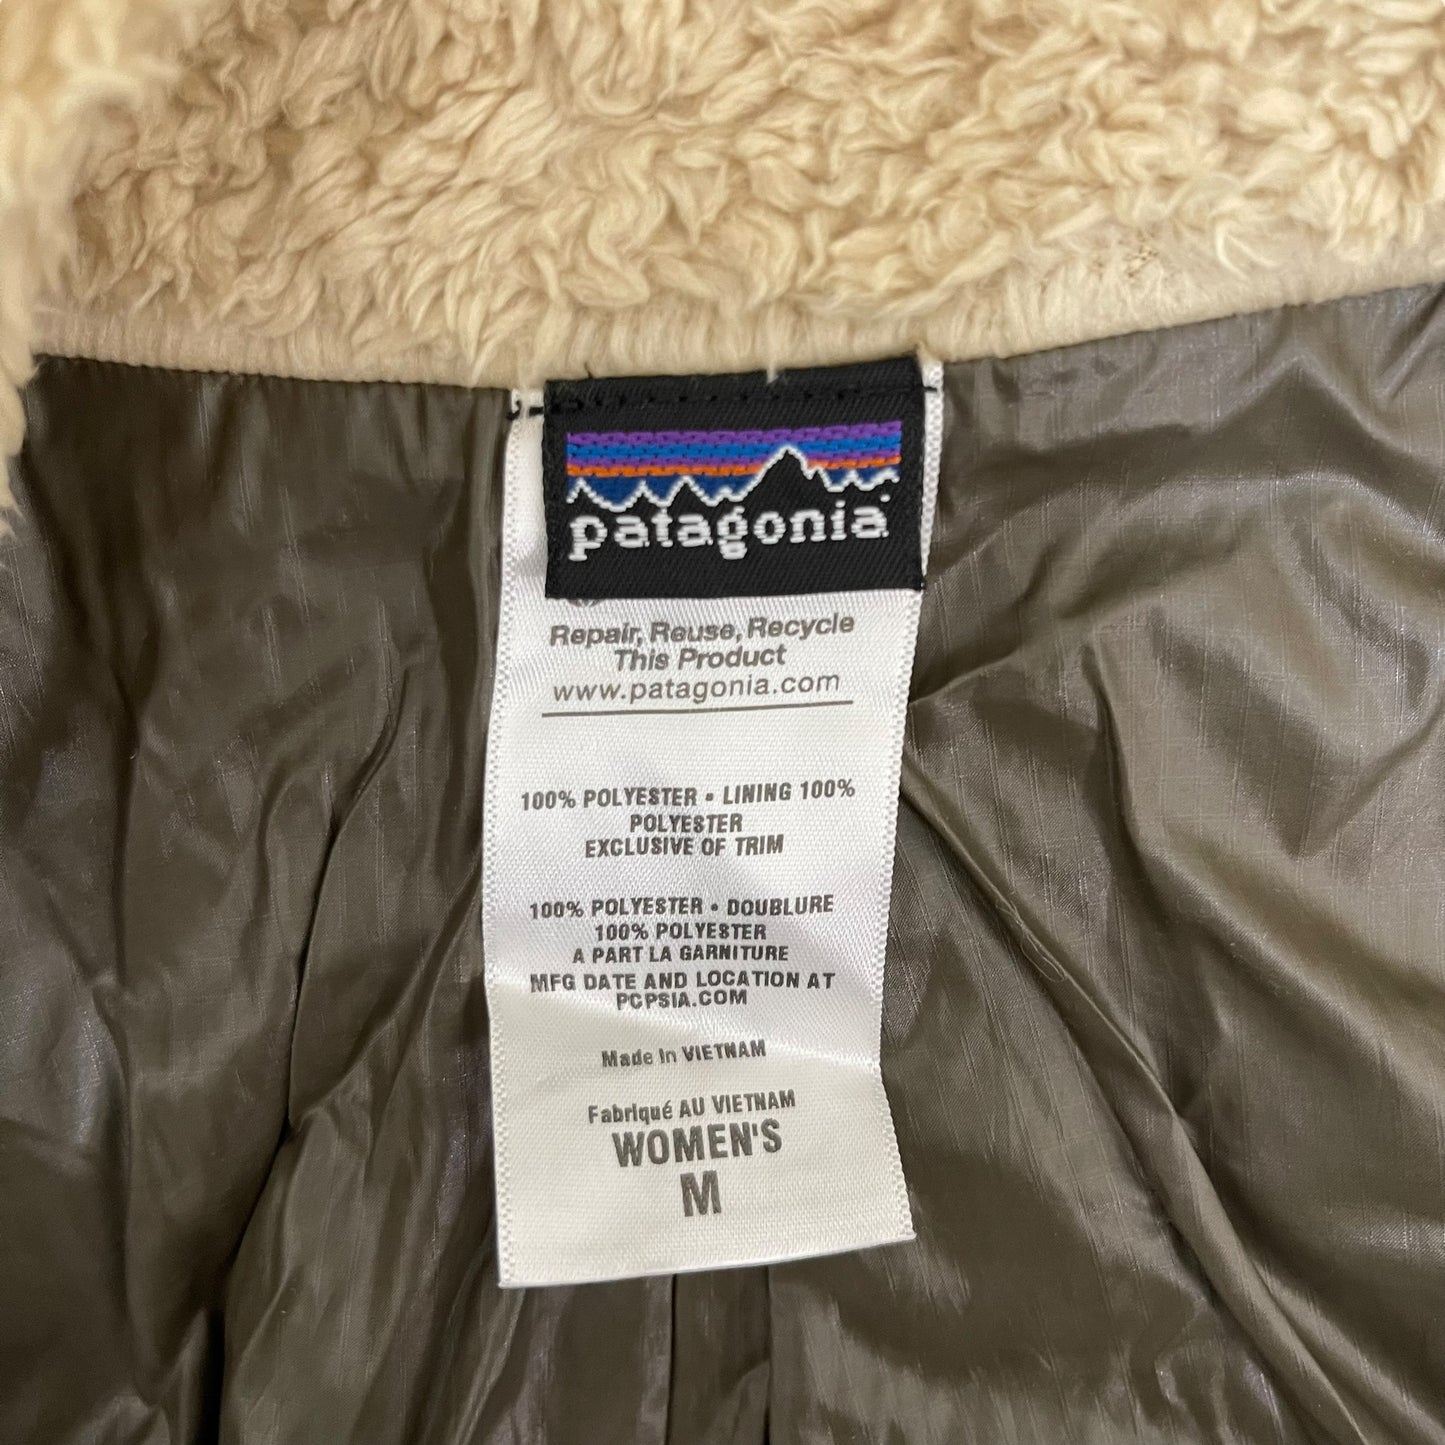 patagonia
Repair, Reuse, Recycle
This Product
www.patagonia.com
100% POLYESTER • LINING 100%
POLYESTER
EXCLUSIVE OF TRIM
100% POLYESTER • DOUBLURE
100% POLYESTER
A PART LA GARNITURE
MFG DATE AND LOCATION AT
PCPSIA.COM
Made In VIETNAM
Fabriqué AU VIETNAM
WOMEN'S
M